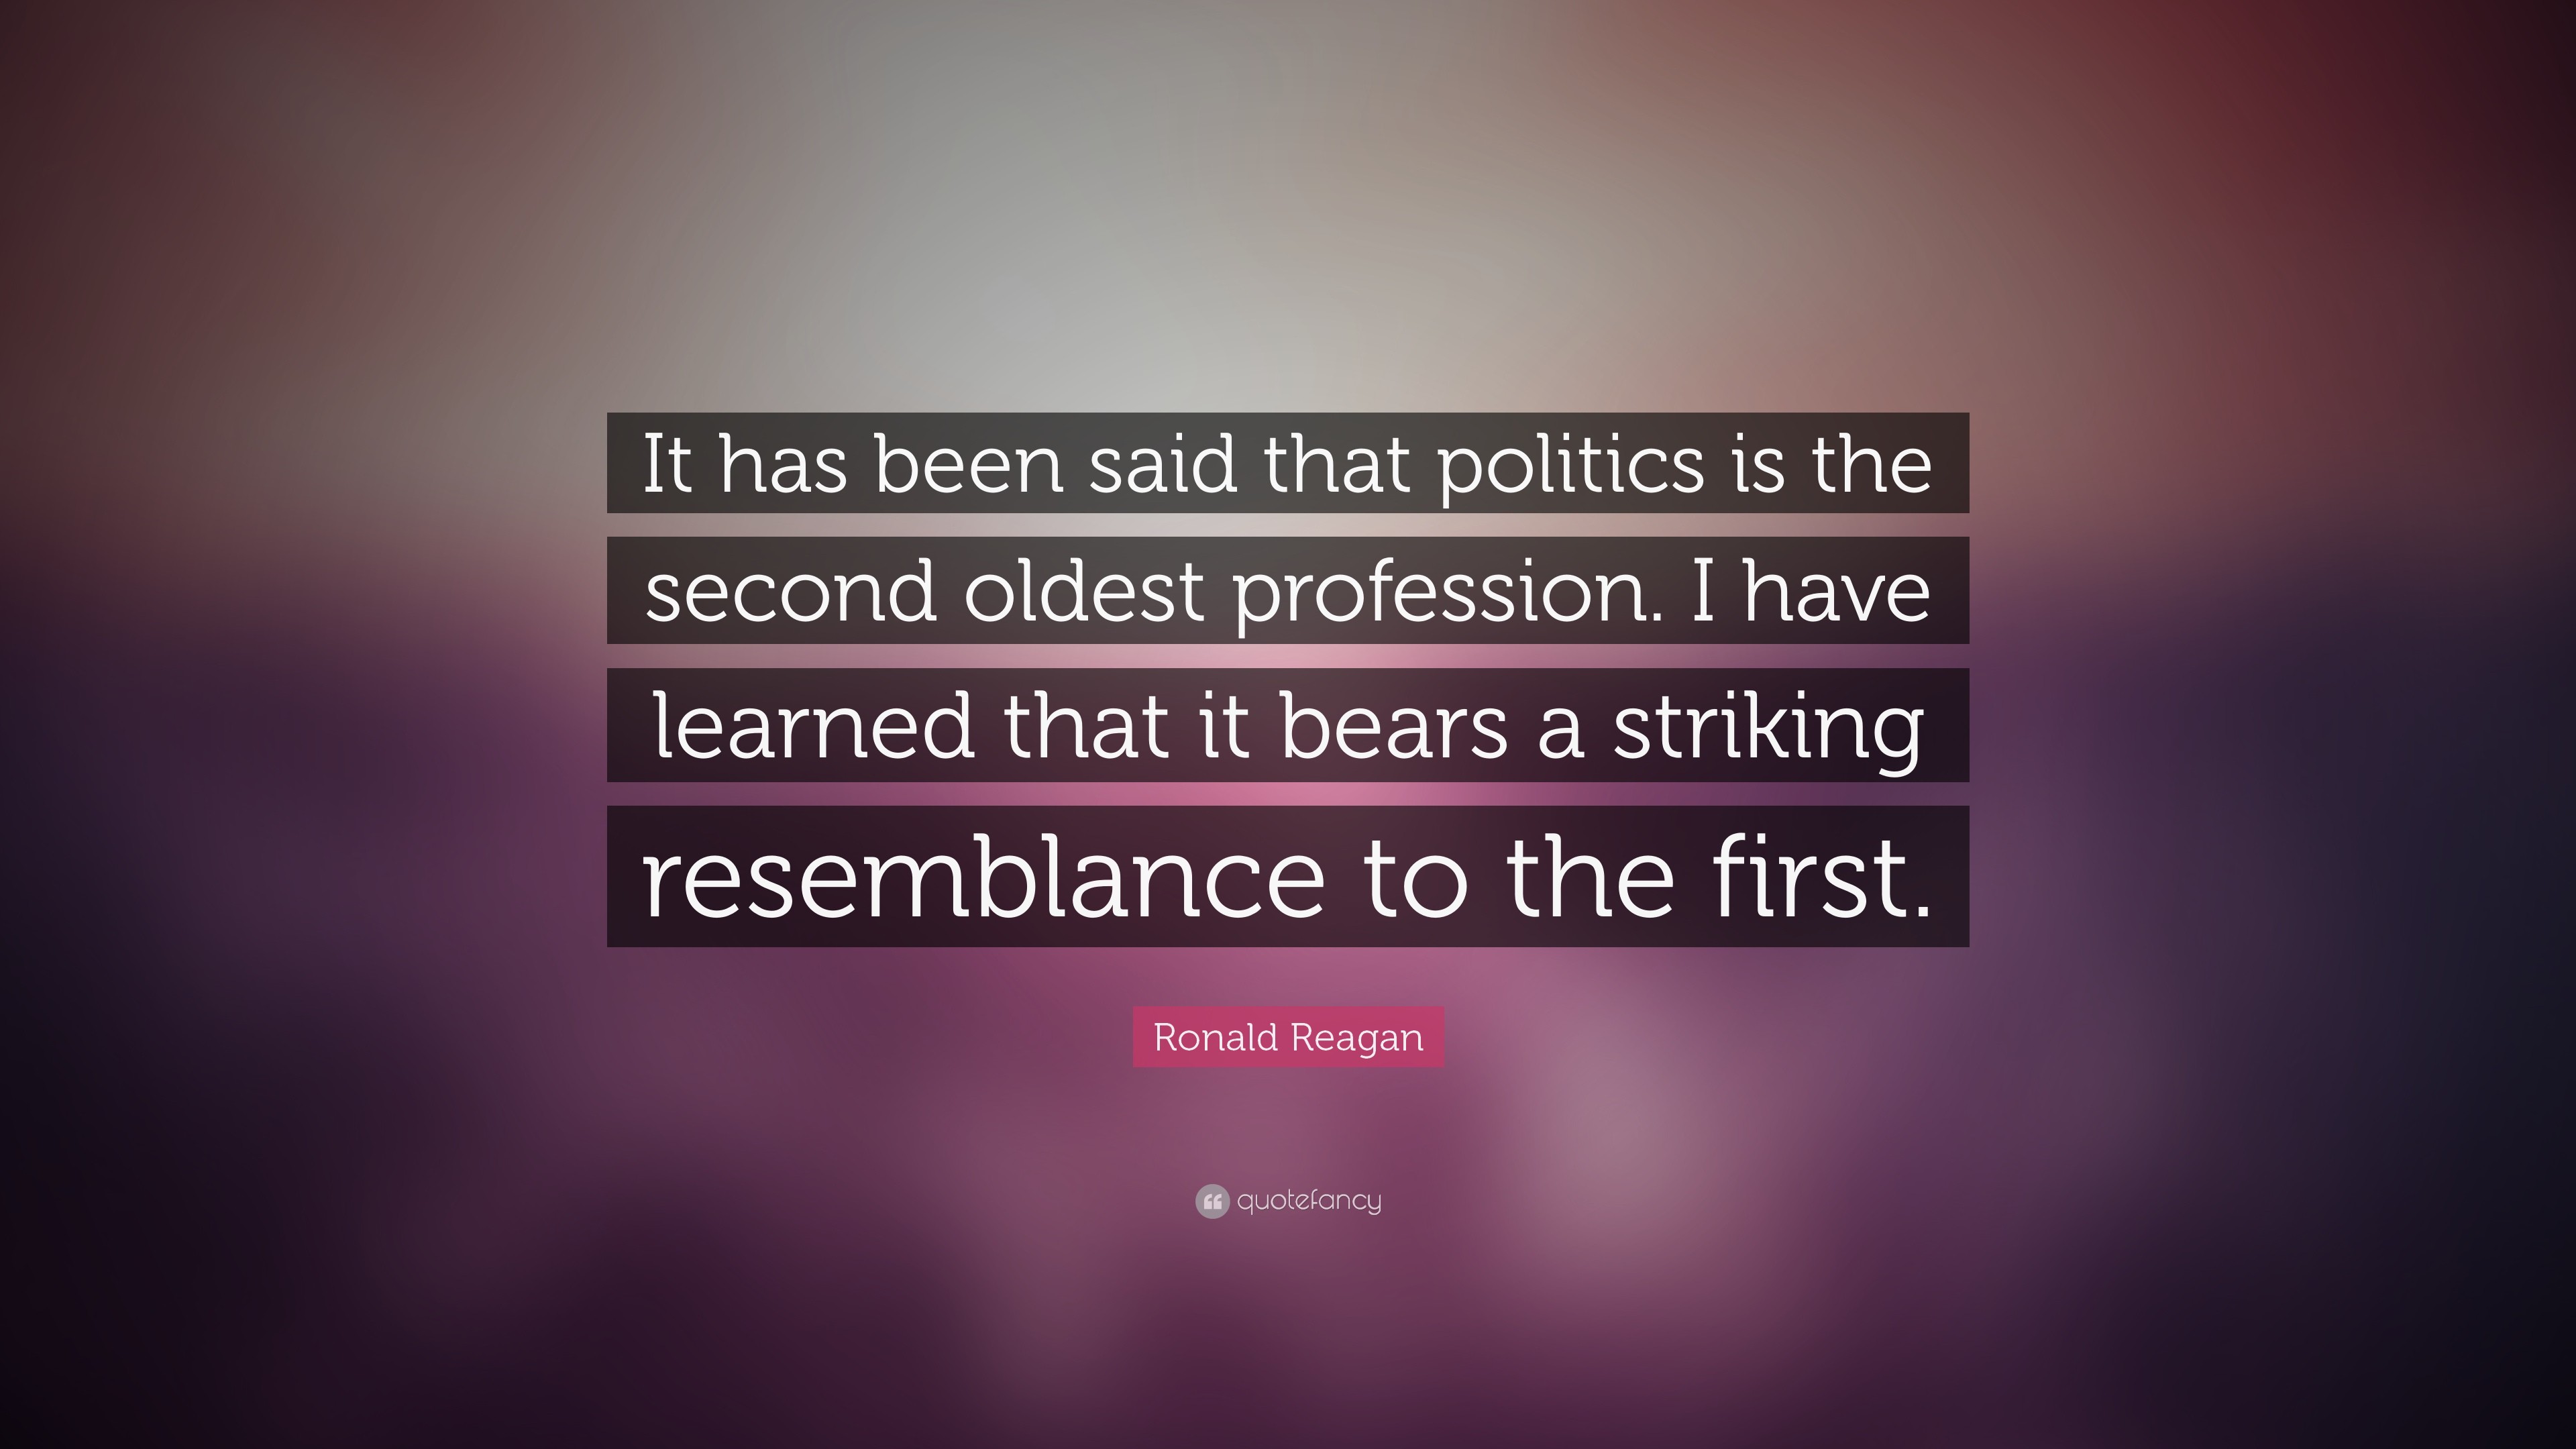 It has been said that politics is the
second oldest profession. I have
learned that it bears a striking
resemblance to the first.
Ronald Reagan
quotefancy